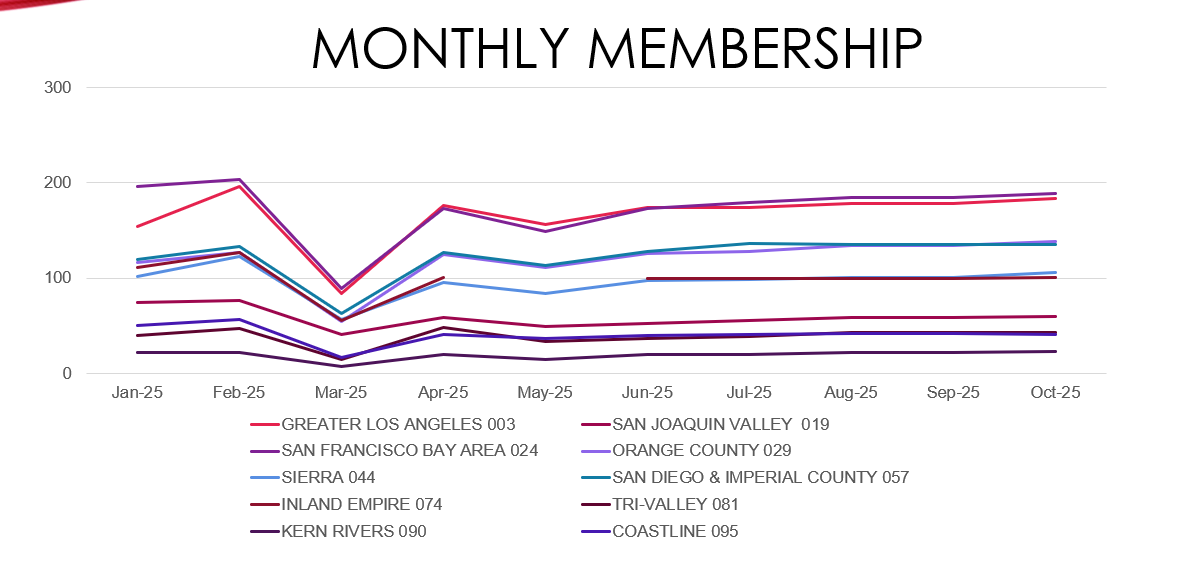 MONTHLY MEMBERSHIP
300
200
100
0
Jan-25 Feb-25 Mar-25 Apr-25 May-25 Jun-25 Jul-25 Aug-25 Sep-25 Oct-25
GREATER LOS ANGELES 003 SAN JOAQUIN VALLEY 019
SAN FRANCISCO BAY AREA 024 ORANGE COUNTY 029
SIERRA 044 SAN DIEGO & IMPERIAL COUNTY 057
INLAND EMPIRE 074 TRI-VALLEY 081
KERN RIVERS 090 COASTLINE 095